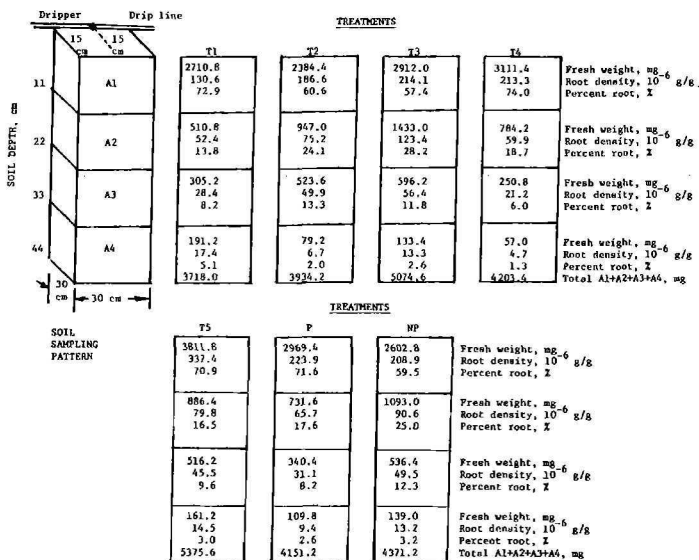 Dripper Drip line
TREATMENTS
15 cm 15 cm
T1 T2 T3 T4
SOIL DEPTH, cm
11 A1
2710.8 2384.4 2912.0 3111.4 Fresh weight, mg
130.6 186.6 214.1 213.3 Root density, 10-6 g/g
72.9 60.6 57.4 74.0 Percent root, %
22 A2
510.8 947.0 1433.0 784.2 Fresh weight, mg
52.4 75.2 123.4 59.9 Root density, 10-6 g/g
13.8 24.1 28.2 18.7 Percent root, %
33 A3
305.2 523.6 596.2 250.8 Fresh weight, mg
28.4 49.9 56.4 21.2 Root density, 10-6 g/g
8.2 13.3 11.8 6.0 Percent root, %
44 A4
191.2 79.2 133.4 57.0 Fresh weight, mg
17.4 6.7 13.3 4.7 Root density, 10-6 g/g
5.1 2.0 2.6 1.3 Percent root, %
3718.0 3934.2 5074.6 4203.4 Total A1+A2+A3+A4, mg
30 cm 30 cm
SOIL
SAMPLING
PATTERN
TREATMENTS
T5 P NP
3811.8 2969.4 2602.8 Fresh weight, mg
337.4 223.9 208.9 Root density, 10-6 g/g
70.9 71.6 59.5 Percent root, %
886.4 731.6 1093.0 Fresh weight, mg
79.8 65.7 90.6 Root density, 10-6 g/g
16.5 17.6 25.0 Percent root, %
516.2 340.4 536.4 Fresh weight, mg
45.5 31.1 49.5 Root density, 10-6 g/g
9.6 8.2 12.3 Percent root, %
161.2 109.8 139.0 Fresh weight, mg
14.5 9.4 13.2 Root density, 10-6 g/g
3.0 2.6 3.2 Percent root, %
5375.6 4151.2 4371.2 Total A1+A2+A3+A4, mg